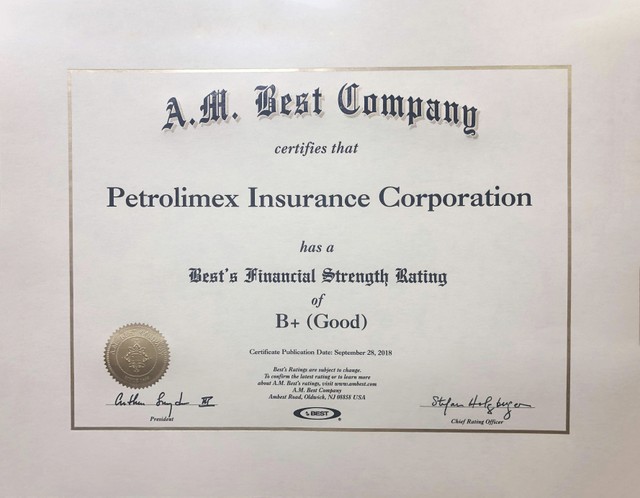 A.M. Best Company
certifies that
Petrolimex Insurance Corporation
has a
Best's Financial Strength Rating
of
B+ (Good)
Certificate Publication Date: September 28, 2018
Best's Ratings are subject to change.
To confirm the latest rating or to learn more
about A.M. Best's ratings, visit www.ambest.com
A.M. Best Company
Ambest Road, Oldwick, NJ 08858 USA
President
BEST
Chief Rating Officer